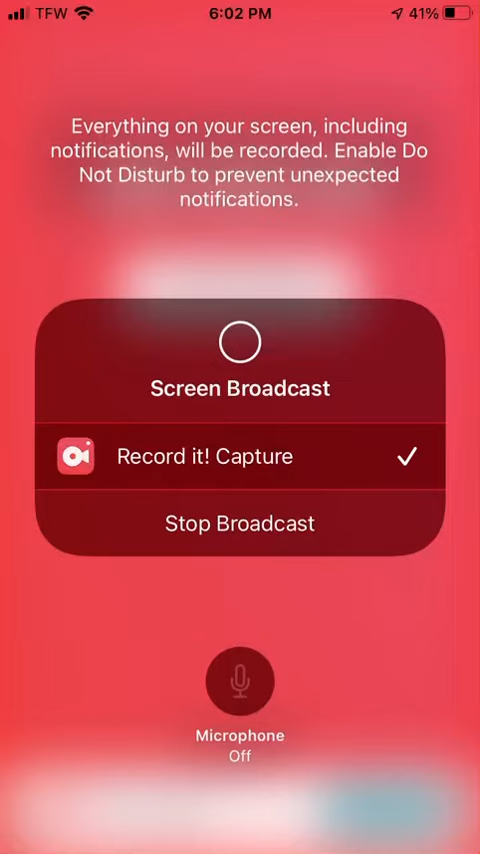 TFW 6:02 PM 41%
Everything on your screen, including
notifications, will be recorded. Enable Do
Not Disturb to prevent unexpected
notifications.
Screen Broadcast
Record it! Capture
Stop Broadcast
Microphone
Off